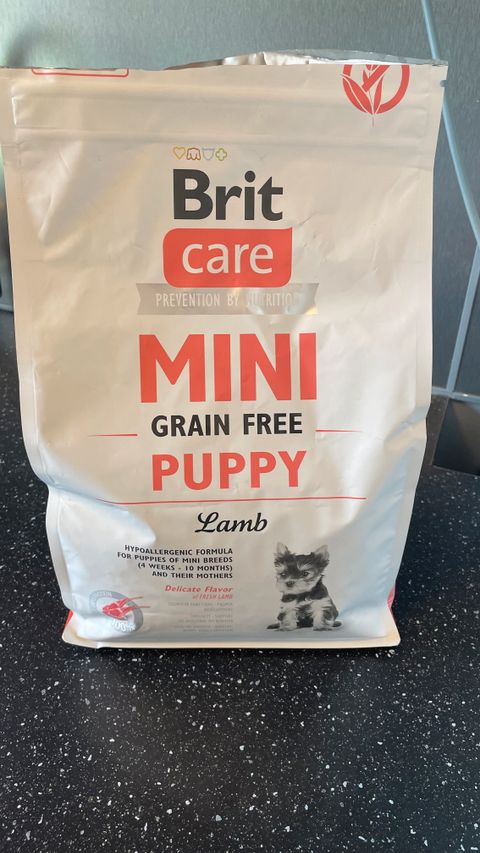 Brit
care
PREVENTION BY NUTRITION
MINI
GRAIN FREE
PUPPY
Lamb
HYPOALLERGENIC FORMULA
FOR PUPPIES OF MINI BREEDS
(4 WEEKS - 10 MONTHS)
AND THEIR MOTHERS
Delicate Flavor
of FRESH LAMB